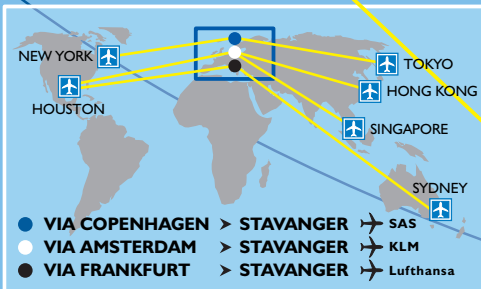 NEW YORK
TOKYO
HONG KONG
HOUSTON
SINGAPORE
SYDNEY
VIA COPENHAGEN ➤ STAVANGER SAS
VIA AMSTERDAM ➤ STAVANGER KLM
VIA FRANKFURT ➤ STAVANGER Lufthansa